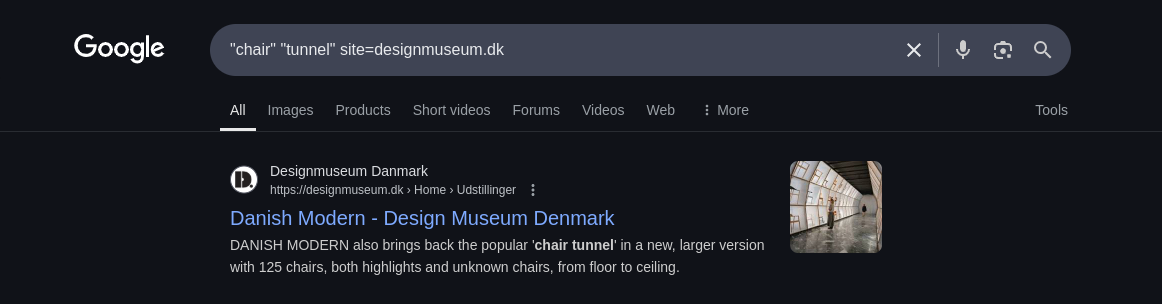 Google
"chair" "tunnel" site=designmuseum.dk
All Images Products Short videos Forums Videos Web More Tools
D.
Designmuseum Danmark
https://designmuseum.dk › Home › Udstillinger
Danish Modern - Design Museum Denmark
DANISH MODERN also brings back the popular 'chair tunnel' in a new, larger version
with 125 chairs, both highlights and unknown chairs, from floor to ceiling.